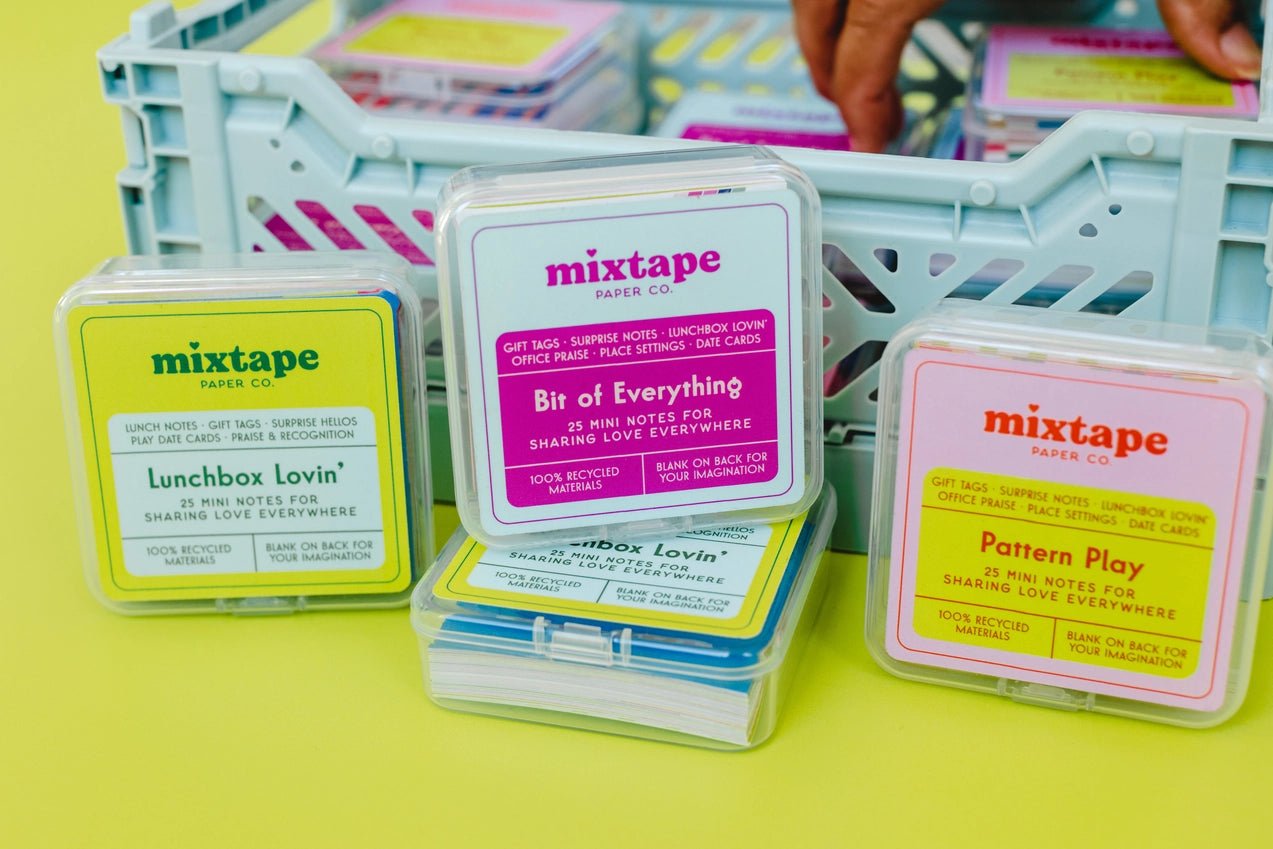 mixtape
Pattern Play
mixtape
PAPER CO.
LUNCH NOTES · GIFT TAGS · SURPRISE HELLOS
PLAY DATE CARDS · PRAISE & RECOGNITION
Lunchbox Lovin'
25 MINI NOTES FOR
SHARING LOVE EVERYWHERE
100% RECYCLED
MATERIALS
BLANK ON BACK FOR
YOUR IMAGINATION
mixtape
PAPER CO.
GIFT TAGS · SURPRISE NOTES · LUNCHBOX LOVIN'
OFFICE PRAISE · PLACE SETTINGS · DATE CARDS
Bit of Everything
25 MINI NOTES FOR
SHARING LOVE EVERYWHERE
100% RECYCLED
MATERIALS
BLANK ON BACK FOR
YOUR IMAGINATION
Lovin'
25 MINI NOTES FOR
SHARING LOVE EVERYWHERE
100% RECYCLED
MATERIALS
BLANK ON BACK FOR
YOUR IMAGINATION
mixtape
PAPER CO.
GIFT TAGS · SURPRISE NOTES · LUNCHBOX LOVIN'
OFFICE PRAISE · PLACE SETTINGS · DATE CARDS
Pattern Play
25 MINI NOTES FOR
SHARING LOVE EVERYWHERE
100% RECYCLED
MATERIALS
BLANK ON BACK FOR
YOUR IMAGINATION